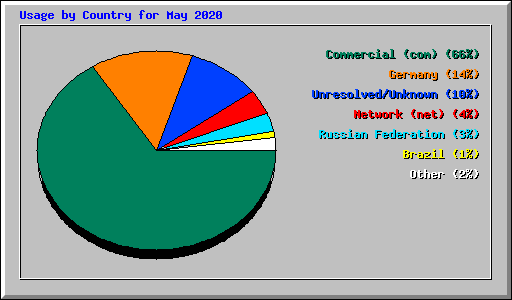 Usage by Country for May 2020
Commercial (com) (66%)
Germany (14%)
Unresolved/Unknown (10%)
Network (net) (4%)
Russian Federation (3%)
Brazil (1%)
Other (2%)